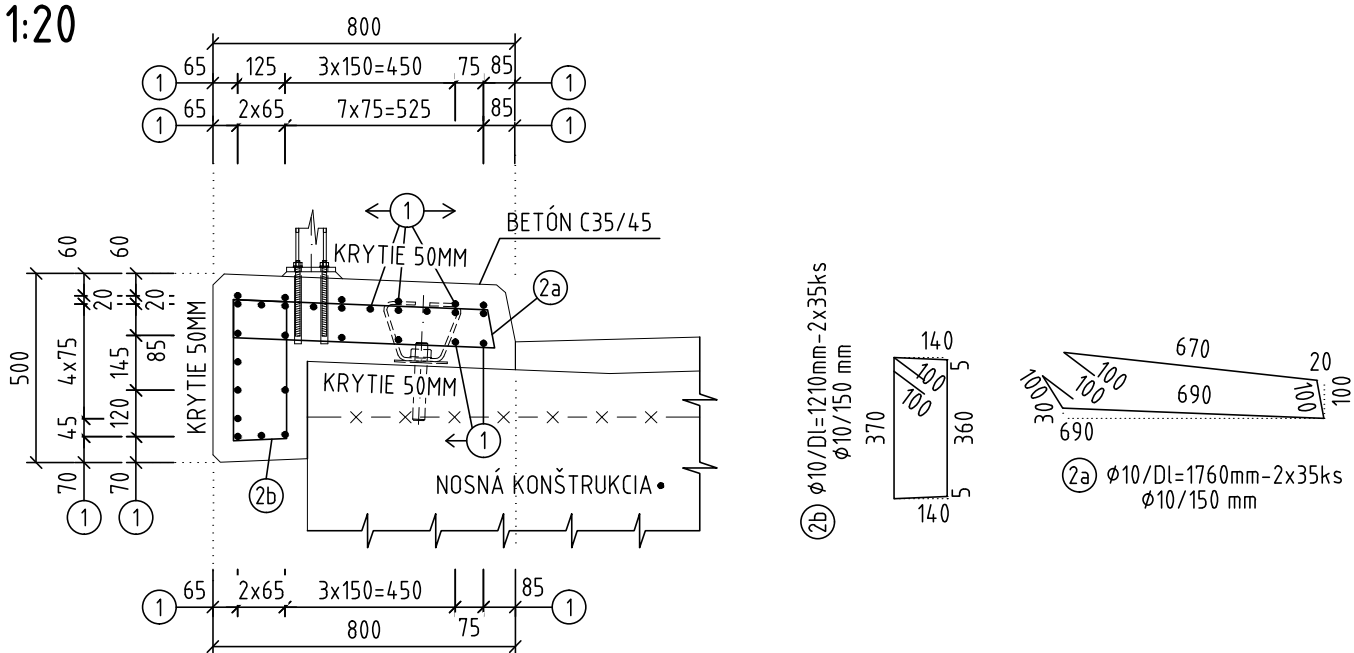 1:20
800
65 125 3x150=450 75 85
1 1
65 2x65 7x75=525 85
1 1
1
BETÓN C35/45
KRYTIE 50MM
2a
60 60
20 20
500
4x75
145
85
120
45
70 70
1 1
KRYTIE 50MM
KRYTIE 50MM
1
2b
NOSNÁ KONŠTRUKCIA
65 2x65 3x150=450 85
1 1
75
800
2b ϕ10/Dl=1210mm-2x35ks
ϕ10/150 mm
140
5
100
100
370
360
5
140
670
20
100
100
100
100
100
690
30
690
2a ϕ10/Dl=1760mm-2x35ks
ϕ10/150 mm